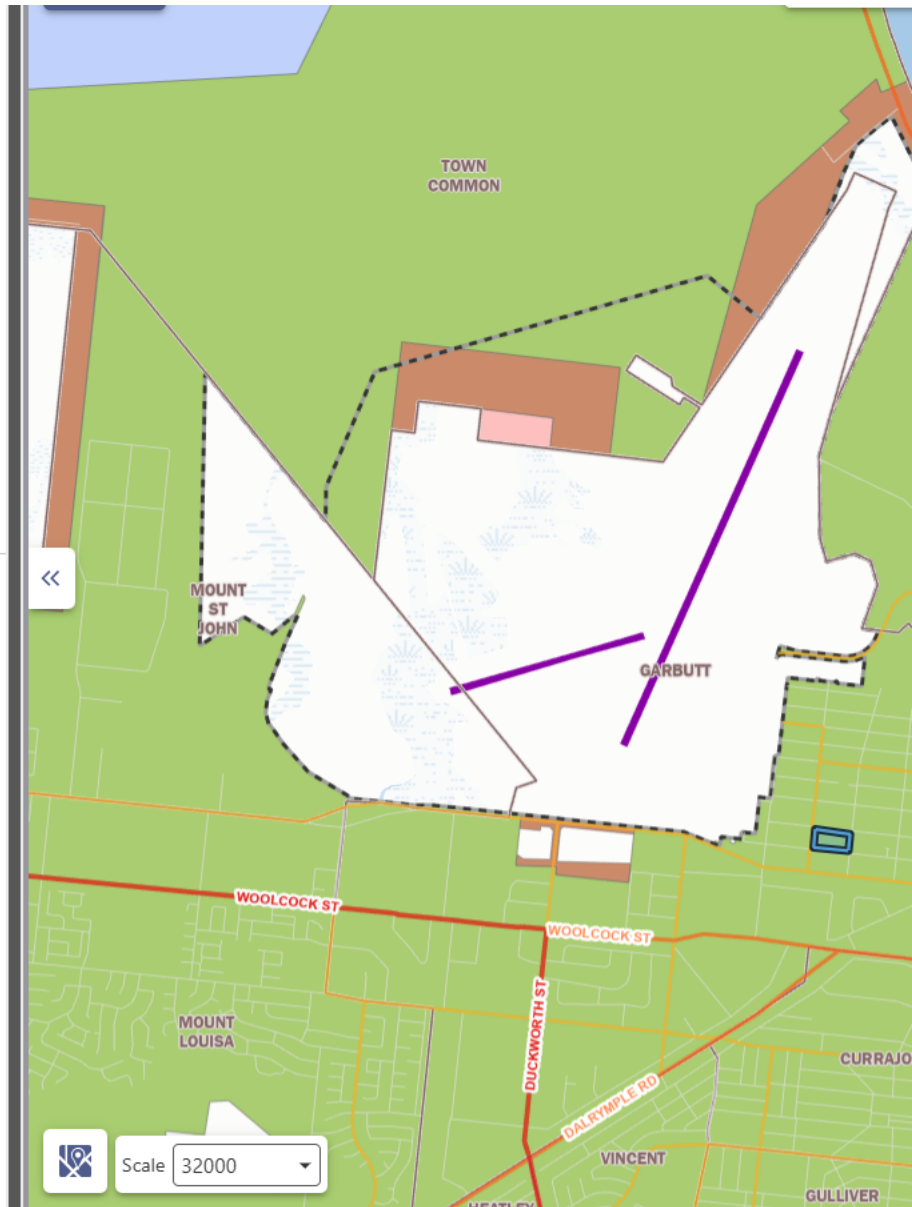 TOWN
COMMON
MOUNT
ST
JOHN
GARBUTT
WOOLCOCK ST
WOOLCOCK ST
DUCKWORTH ST
MOUNT
LOUISA
CURRAJO
DALRYMPLE RD
VINCENT
GULLIVER
HEATLEY
Scale 32000